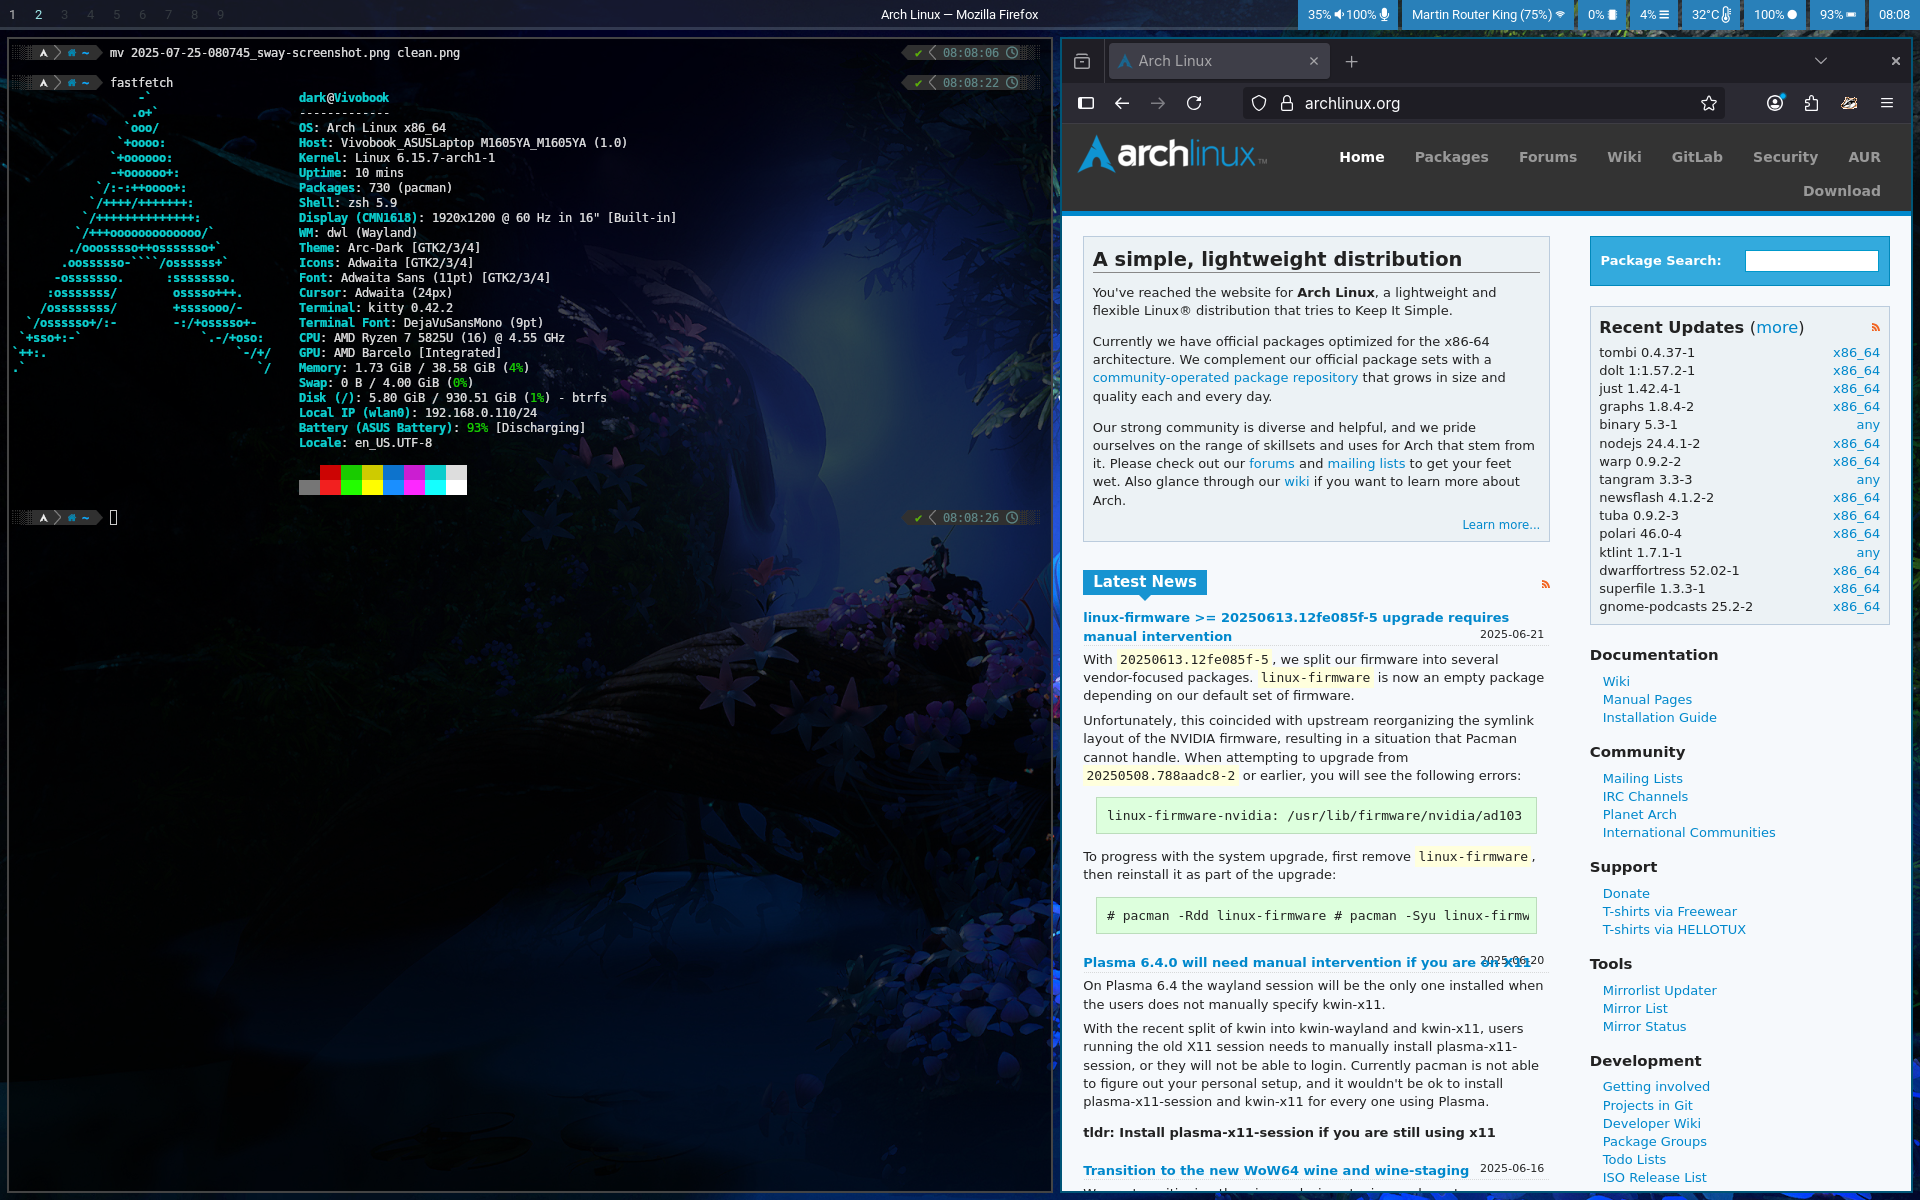 1 2 3 4 5 6 7 8 9
Arch Linux — Mozilla Firefox
35% 100%
Martin Router King (75%)
0%
4%
32°C
100%
93%
08:08
~ mv 2025-07-25-080745_sway-screenshot.png clean.png
✔ 08:08:06
~ fastfetch
✔ 08:08:22
dark@Vivobook
-------------
OS: Arch Linux x86_64
Host: Vivobook_ASUSLaptop M1605YA_M1605YA (1.0)
Kernel: Linux 6.15.7-arch1-1
Uptime: 10 mins
Packages: 730 (pacman)
Shell: zsh 5.9
Display (CMN1618): 1920x1200 @ 60 Hz in 16" [Built-in]
WM: dwl (Wayland)
Theme: Arc-Dark [GTK2/3/4]
Icons: Adwaita [GTK2/3/4]
Font: Adwaita Sans (11pt) [GTK2/3/4]
Cursor: Adwaita (24px)
Terminal: kitty 0.42.2
Terminal Font: DejaVuSansMono (9pt)
CPU: AMD Ryzen 7 5825U (16) @ 4.55 GHz
GPU: AMD Barcelo [Integrated]
Memory: 1.73 GiB / 38.58 GiB (4%)
Swap: 0 B / 4.00 GiB (0%)
Disk (/): 5.80 GiB / 930.51 GiB (1%) - btrfs
Local IP (wlan0): 192.168.0.110/24
Battery (ASUS Battery): 93% [Discharging]
Locale: en_US.UTF-8
~
✔ 08:08:26
Arch Linux
archlinux.org
archlinux™
Home Packages Forums Wiki GitLab Security AUR
Download
A simple, lightweight distribution
You've reached the website for Arch Linux, a lightweight and
flexible Linux® distribution that tries to Keep It Simple.
Currently we have official packages optimized for the x86-64
architecture. We complement our official package sets with a
community-operated package repository that grows in size and
quality each and every day.
Our strong community is diverse and helpful, and we pride
ourselves on the range of skillsets and uses for Arch that stem from
it. Please check out our forums and mailing lists to get your feet
wet. Also glance through our wiki if you want to learn more about
Arch.
Learn more...
Latest News
linux-firmware >= 20250613.12fe085f-5 upgrade requires
manual intervention
2025-06-21
With 20250613.12fe085f-5, we split our firmware into several
vendor-focused packages. linux-firmware is now an empty package
depending on our default set of firmware.
Unfortunately, this coincided with upstream reorganizing the symlink
layout of the NVIDIA firmware, resulting in a situation that Pacman
cannot handle. When attempting to upgrade from
20250508.788aadc8-2 or earlier, you will see the following errors:
linux-firmware-nvidia: /usr/lib/firmware/nvidia/ad103
To progress with the system upgrade, first remove linux-firmware,
then reinstall it as part of the upgrade:
# pacman -Rdd linux-firmware # pacman -Syu linux-firmw
Plasma 6.4.0 will need manual intervention if you are on X11
2025-06-20
On Plasma 6.4 the wayland session will be the only one installed when
the users does not manually specify kwin-x11.
With the recent split of kwin into kwin-wayland and kwin-x11, users
running the old X11 session needs to manually install plasma-x11-
session, or they will not be able to login. Currently pacman is not able
to figure out your personal setup, and it wouldn't be ok to install
plasma-x11-session and kwin-x11 for every one using Plasma.
tldr: Install plasma-x11-session if you are still using x11
Transition to the new WoW64 wine and wine-staging
2025-06-16
Package Search:
Recent Updates (more)
tombi 0.4.37-1 x86_64
dolt 1:1.57.2-1 x86_64
just 1.42.4-1 x86_64
graphs 1.8.4-2 x86_64
binary 5.3-1 any
nodejs 24.4.1-2 x86_64
warp 0.9.2-2 x86_64
tangram 3.3-3 any
newsflash 4.1.2-2 x86_64
tuba 0.9.2-3 x86_64
polari 46.0-4 x86_64
ktlint 1.7.1-1 any
dwarffortress 52.02-1 x86_64
superfile 1.3.3-1 x86_64
gnome-podcasts 25.2-2 x86_64
Documentation
Wiki
Manual Pages
Installation Guide
Community
Mailing Lists
IRC Channels
Planet Arch
International Communities
Support
Donate
T-shirts via Freewear
T-shirts via HELLOTUX
Tools
Mirrorlist Updater
Mirror List
Mirror Status
Development
Getting involved
Projects in Git
Developer Wiki
Package Groups
Todo Lists
ISO Release List